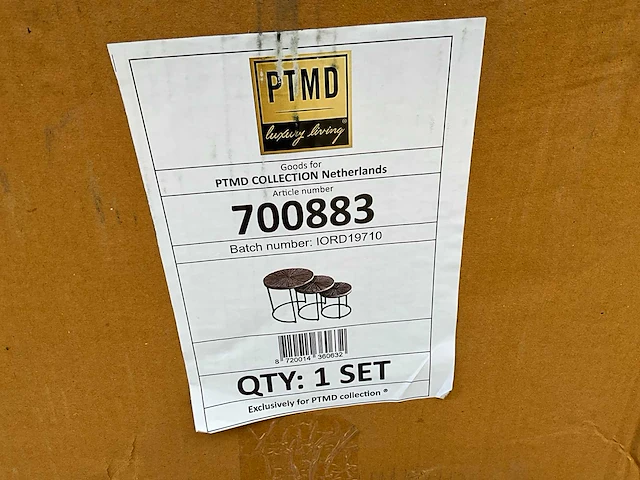 PTMD
luxury living®
Goods for
PTMD COLLECTION Netherlands
Article number
700883
Batch number: IORD19710
8 720014 360632
QTY: 1 SET
Exclusively for PTMD collection ®